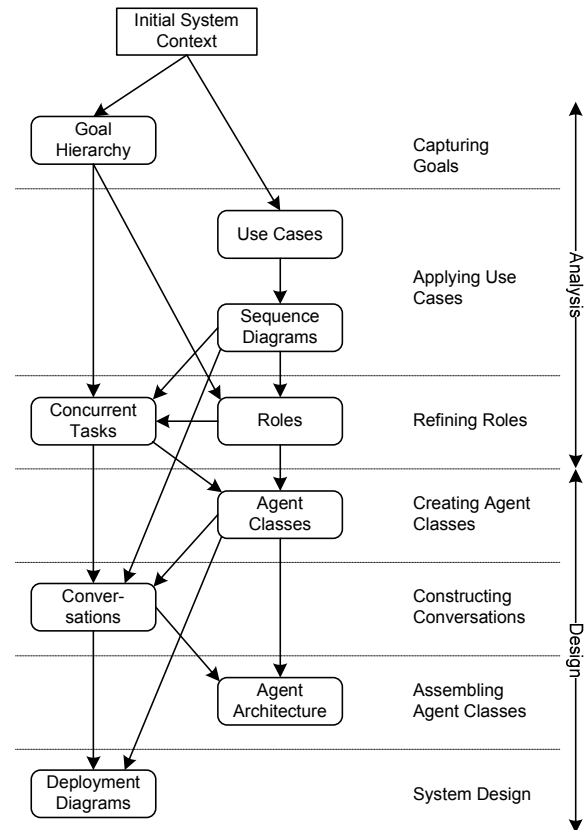 Initial System
Context
Goal
Hierarchy
Capturing
Goals
Use Cases
Applying Use
Cases
Sequence
Diagrams
Analysis
Concurrent
Tasks
Roles
Refining Roles
Agent
Classes
Creating Agent
Classes
Conver-
sations
Constructing
Conversations
Design
Agent
Architecture
Assembling
Agent Classes
Deployment
Diagrams
System Design